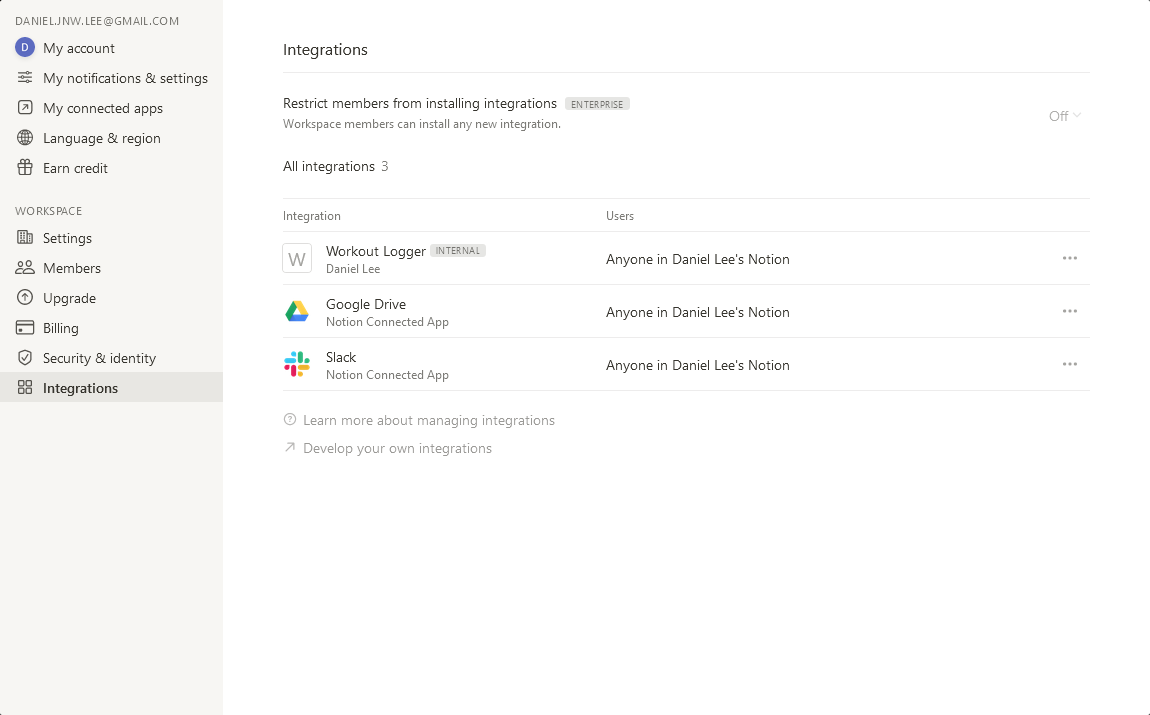 DANIEL.JNW.LEE@GMAIL.COM
D
My account
My notifications & settings
My connected apps
Language & region
Earn credit
WORKSPACE
Settings
Members
Upgrade
Billing
Security & identity
Integrations
Integrations
Restrict members from installing integrations ENTERPRISE
Workspace members can install any new integration.
Off
All integrations 3
Integration Users
W
Workout Logger INTERNAL
Daniel Lee
Anyone in Daniel Lee's Notion
Google Drive
Notion Connected App
Anyone in Daniel Lee's Notion
Slack
Notion Connected App
Anyone in Daniel Lee's Notion
Learn more about managing integrations
Develop your own integrations